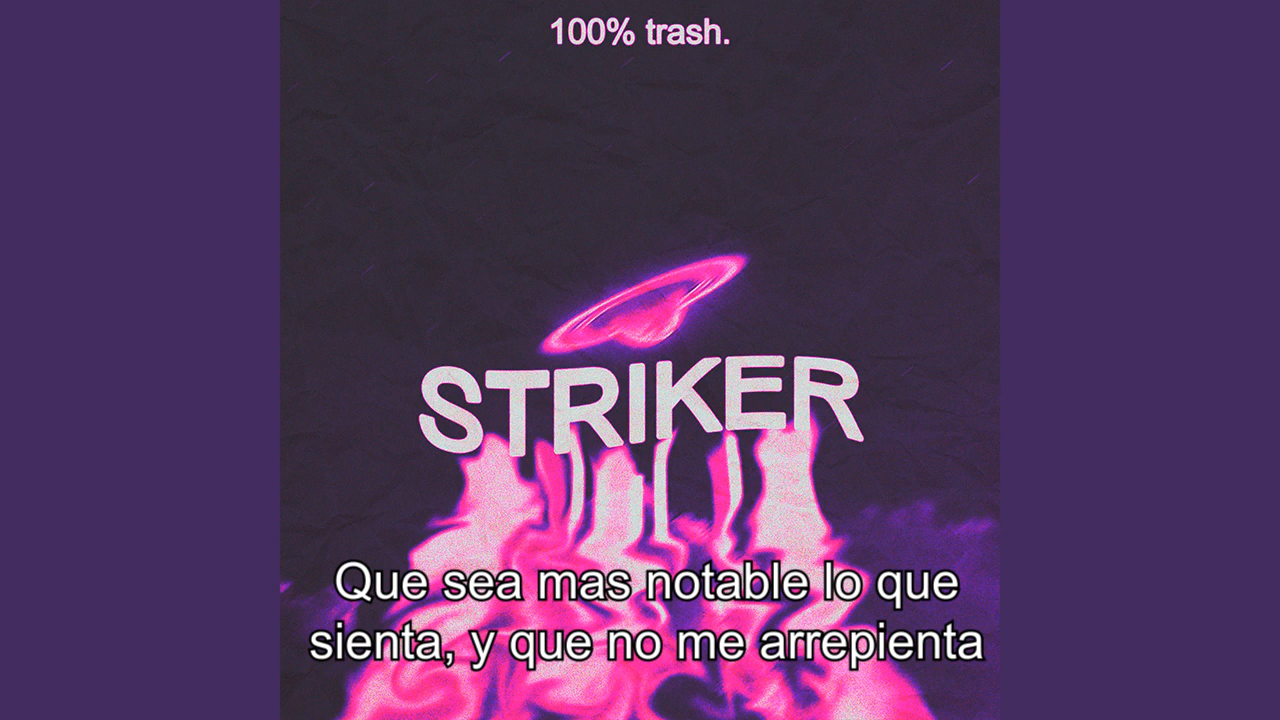 100% trash.
STRIKER
Que sea mas notable lo que
sienta, y que no me arrepienta